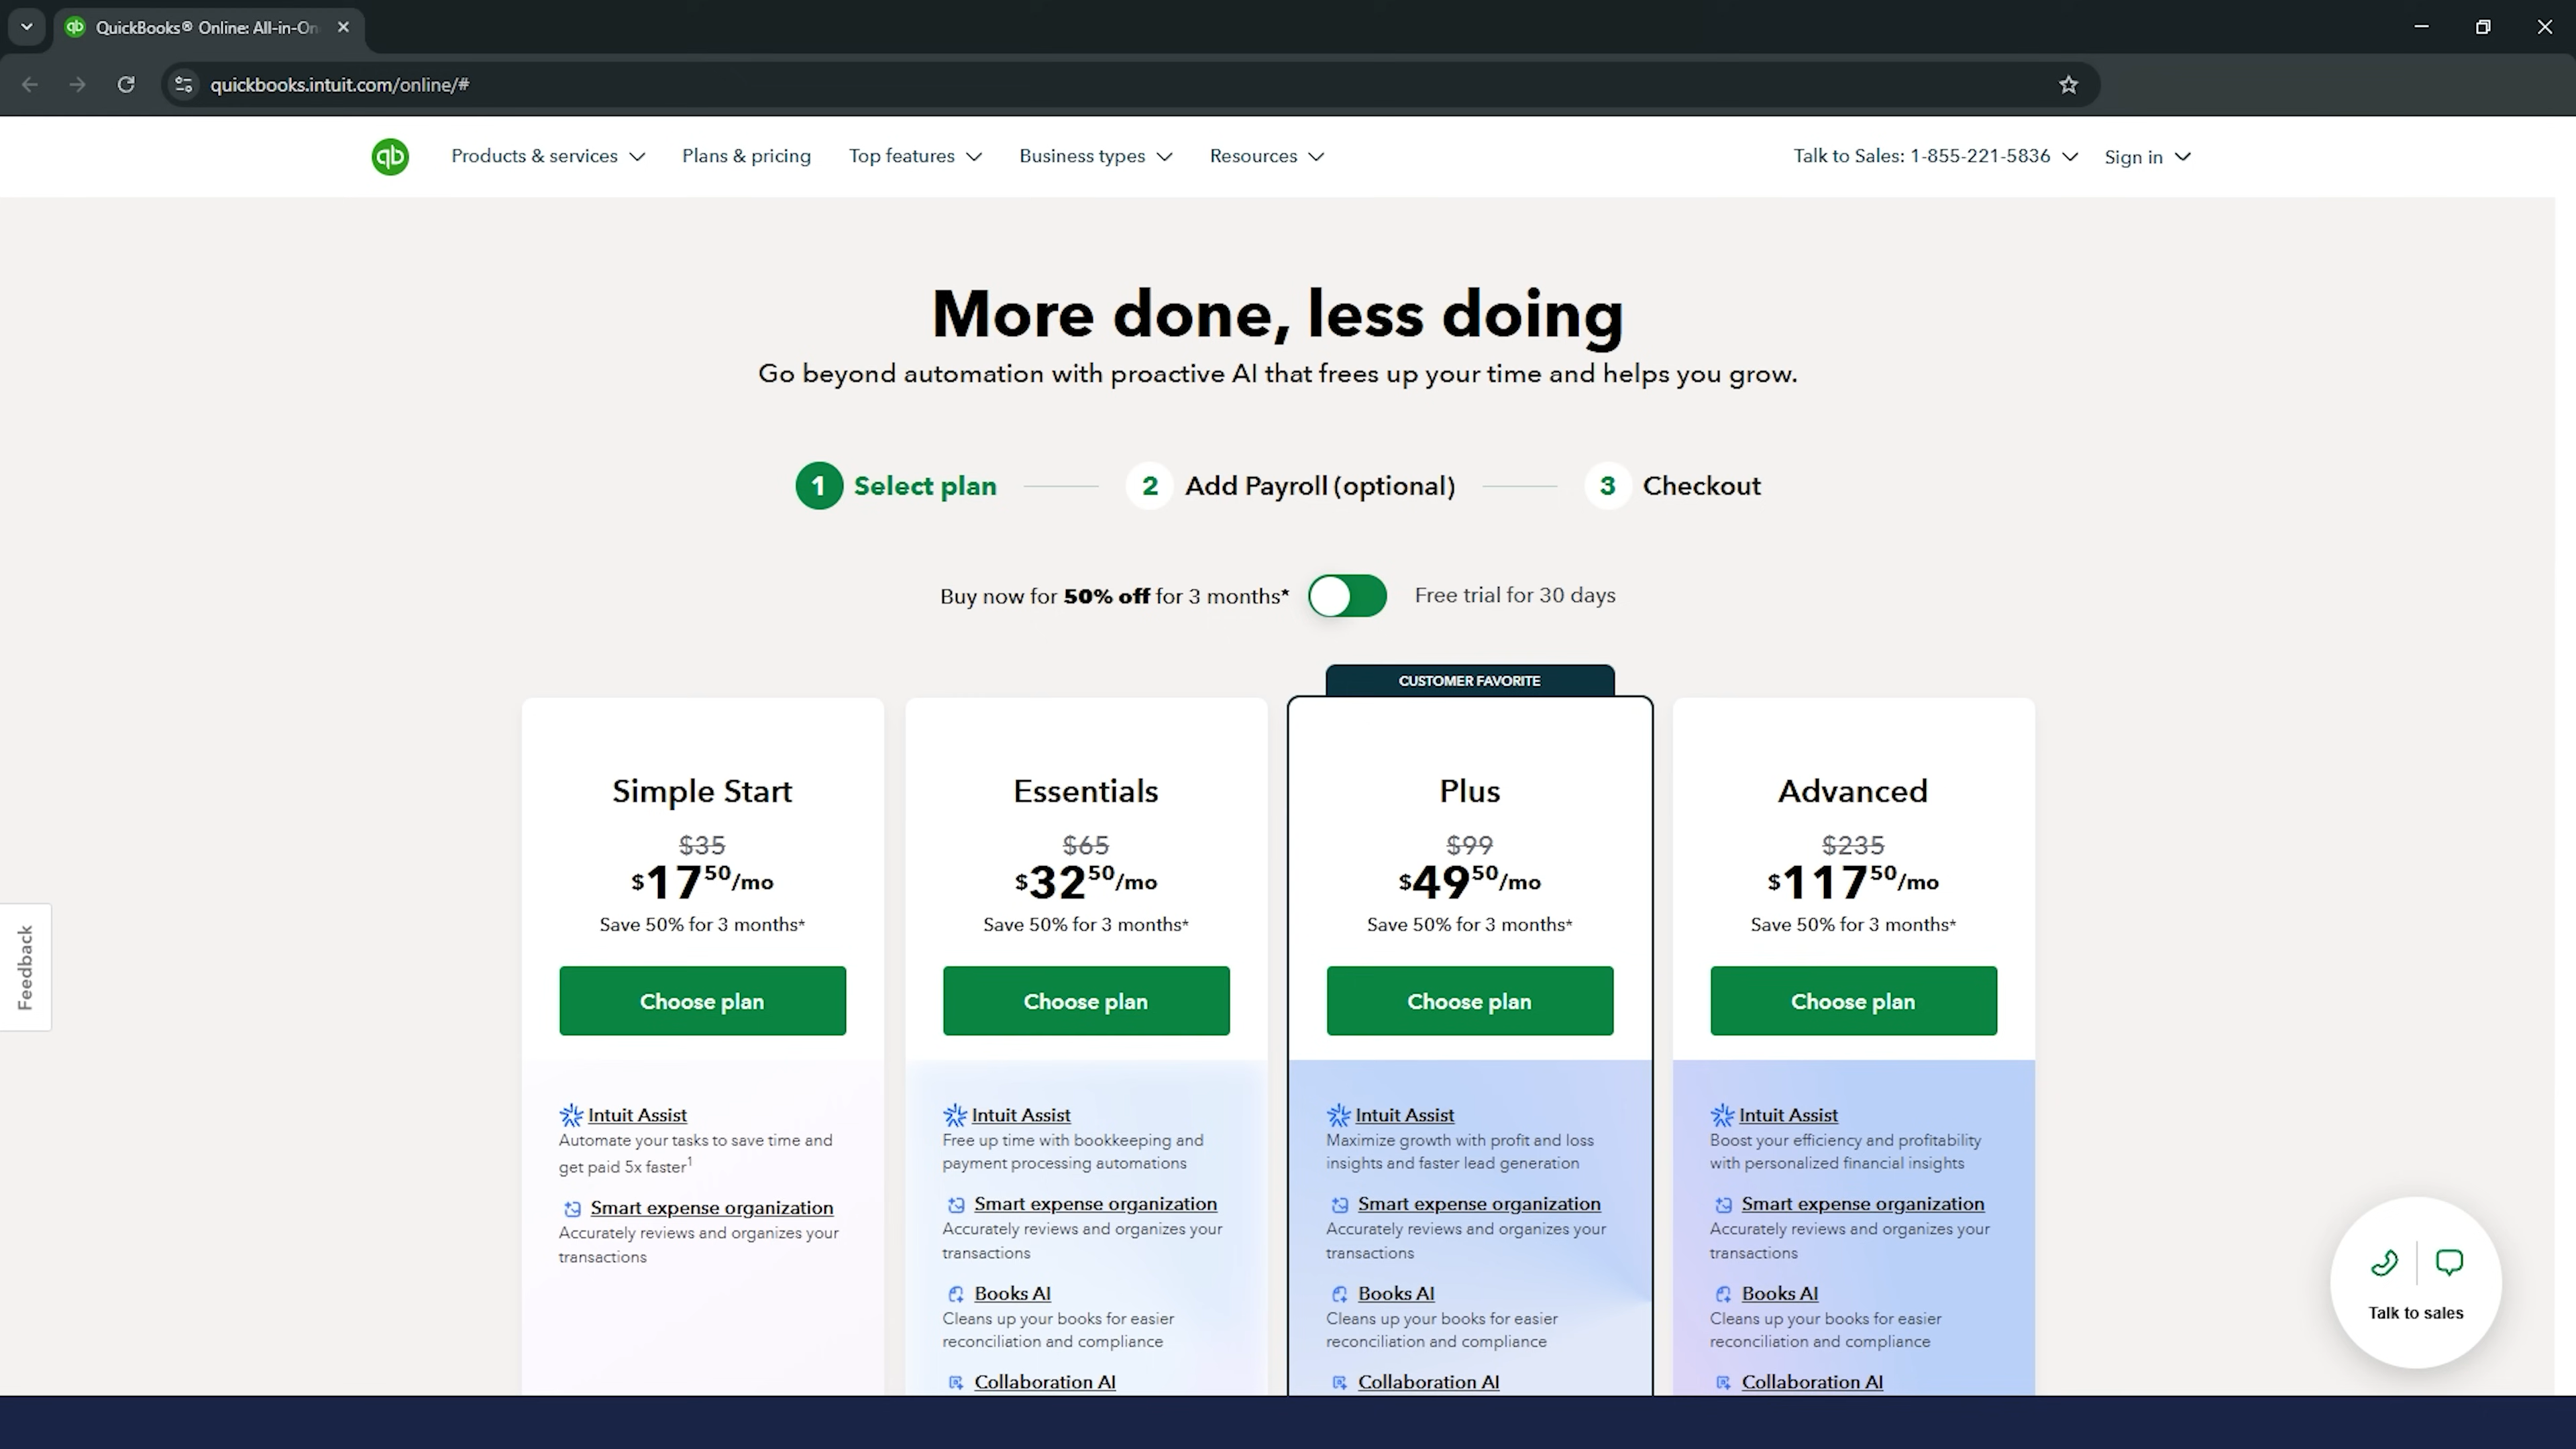 QuickBooks® Online: All-in-On
quickbooks.intuit.com/online/#
qb
Products & services
Plans & pricing
Top features
Business types
Resources
Talk to Sales: 1-855-221-5836
Sign in
More done, less doing
Go beyond automation with proactive AI that frees up your time and helps you grow.
1 Select plan
2 Add Payroll (optional)
3 Checkout
Buy now for 50% off for 3 months*
Free trial for 30 days
CUSTOMER FAVORITE
Simple Start
$35
$17 50/mo
Save 50% for 3 months*
Choose plan
Intuit Assist
Automate your tasks to save time and
get paid 5x faster1
Smart expense organization
Accurately reviews and organizes your
transactions
Essentials
$65
$32 50/mo
Save 50% for 3 months*
Choose plan
Intuit Assist
Free up time with bookkeeping and
payment processing automations
Smart expense organization
Accurately reviews and organizes your
transactions
Books AI
Cleans up your books for easier
reconciliation and compliance
Collaboration AI
Plus
$99
$49 50/mo
Save 50% for 3 months*
Choose plan
Intuit Assist
Maximize growth with profit and loss
insights and faster lead generation
Smart expense organization
Accurately reviews and organizes your
transactions
Books AI
Cleans up your books for easier
reconciliation and compliance
Collaboration AI
Advanced
$235
$117 50/mo
Save 50% for 3 months*
Choose plan
Intuit Assist
Boost your efficiency and profitability
with personalized financial insights
Smart expense organization
Accurately reviews and organizes your
transactions
Books AI
Cleans up your books for easier
reconciliation and compliance
Collaboration AI
Feedback
Talk to sales